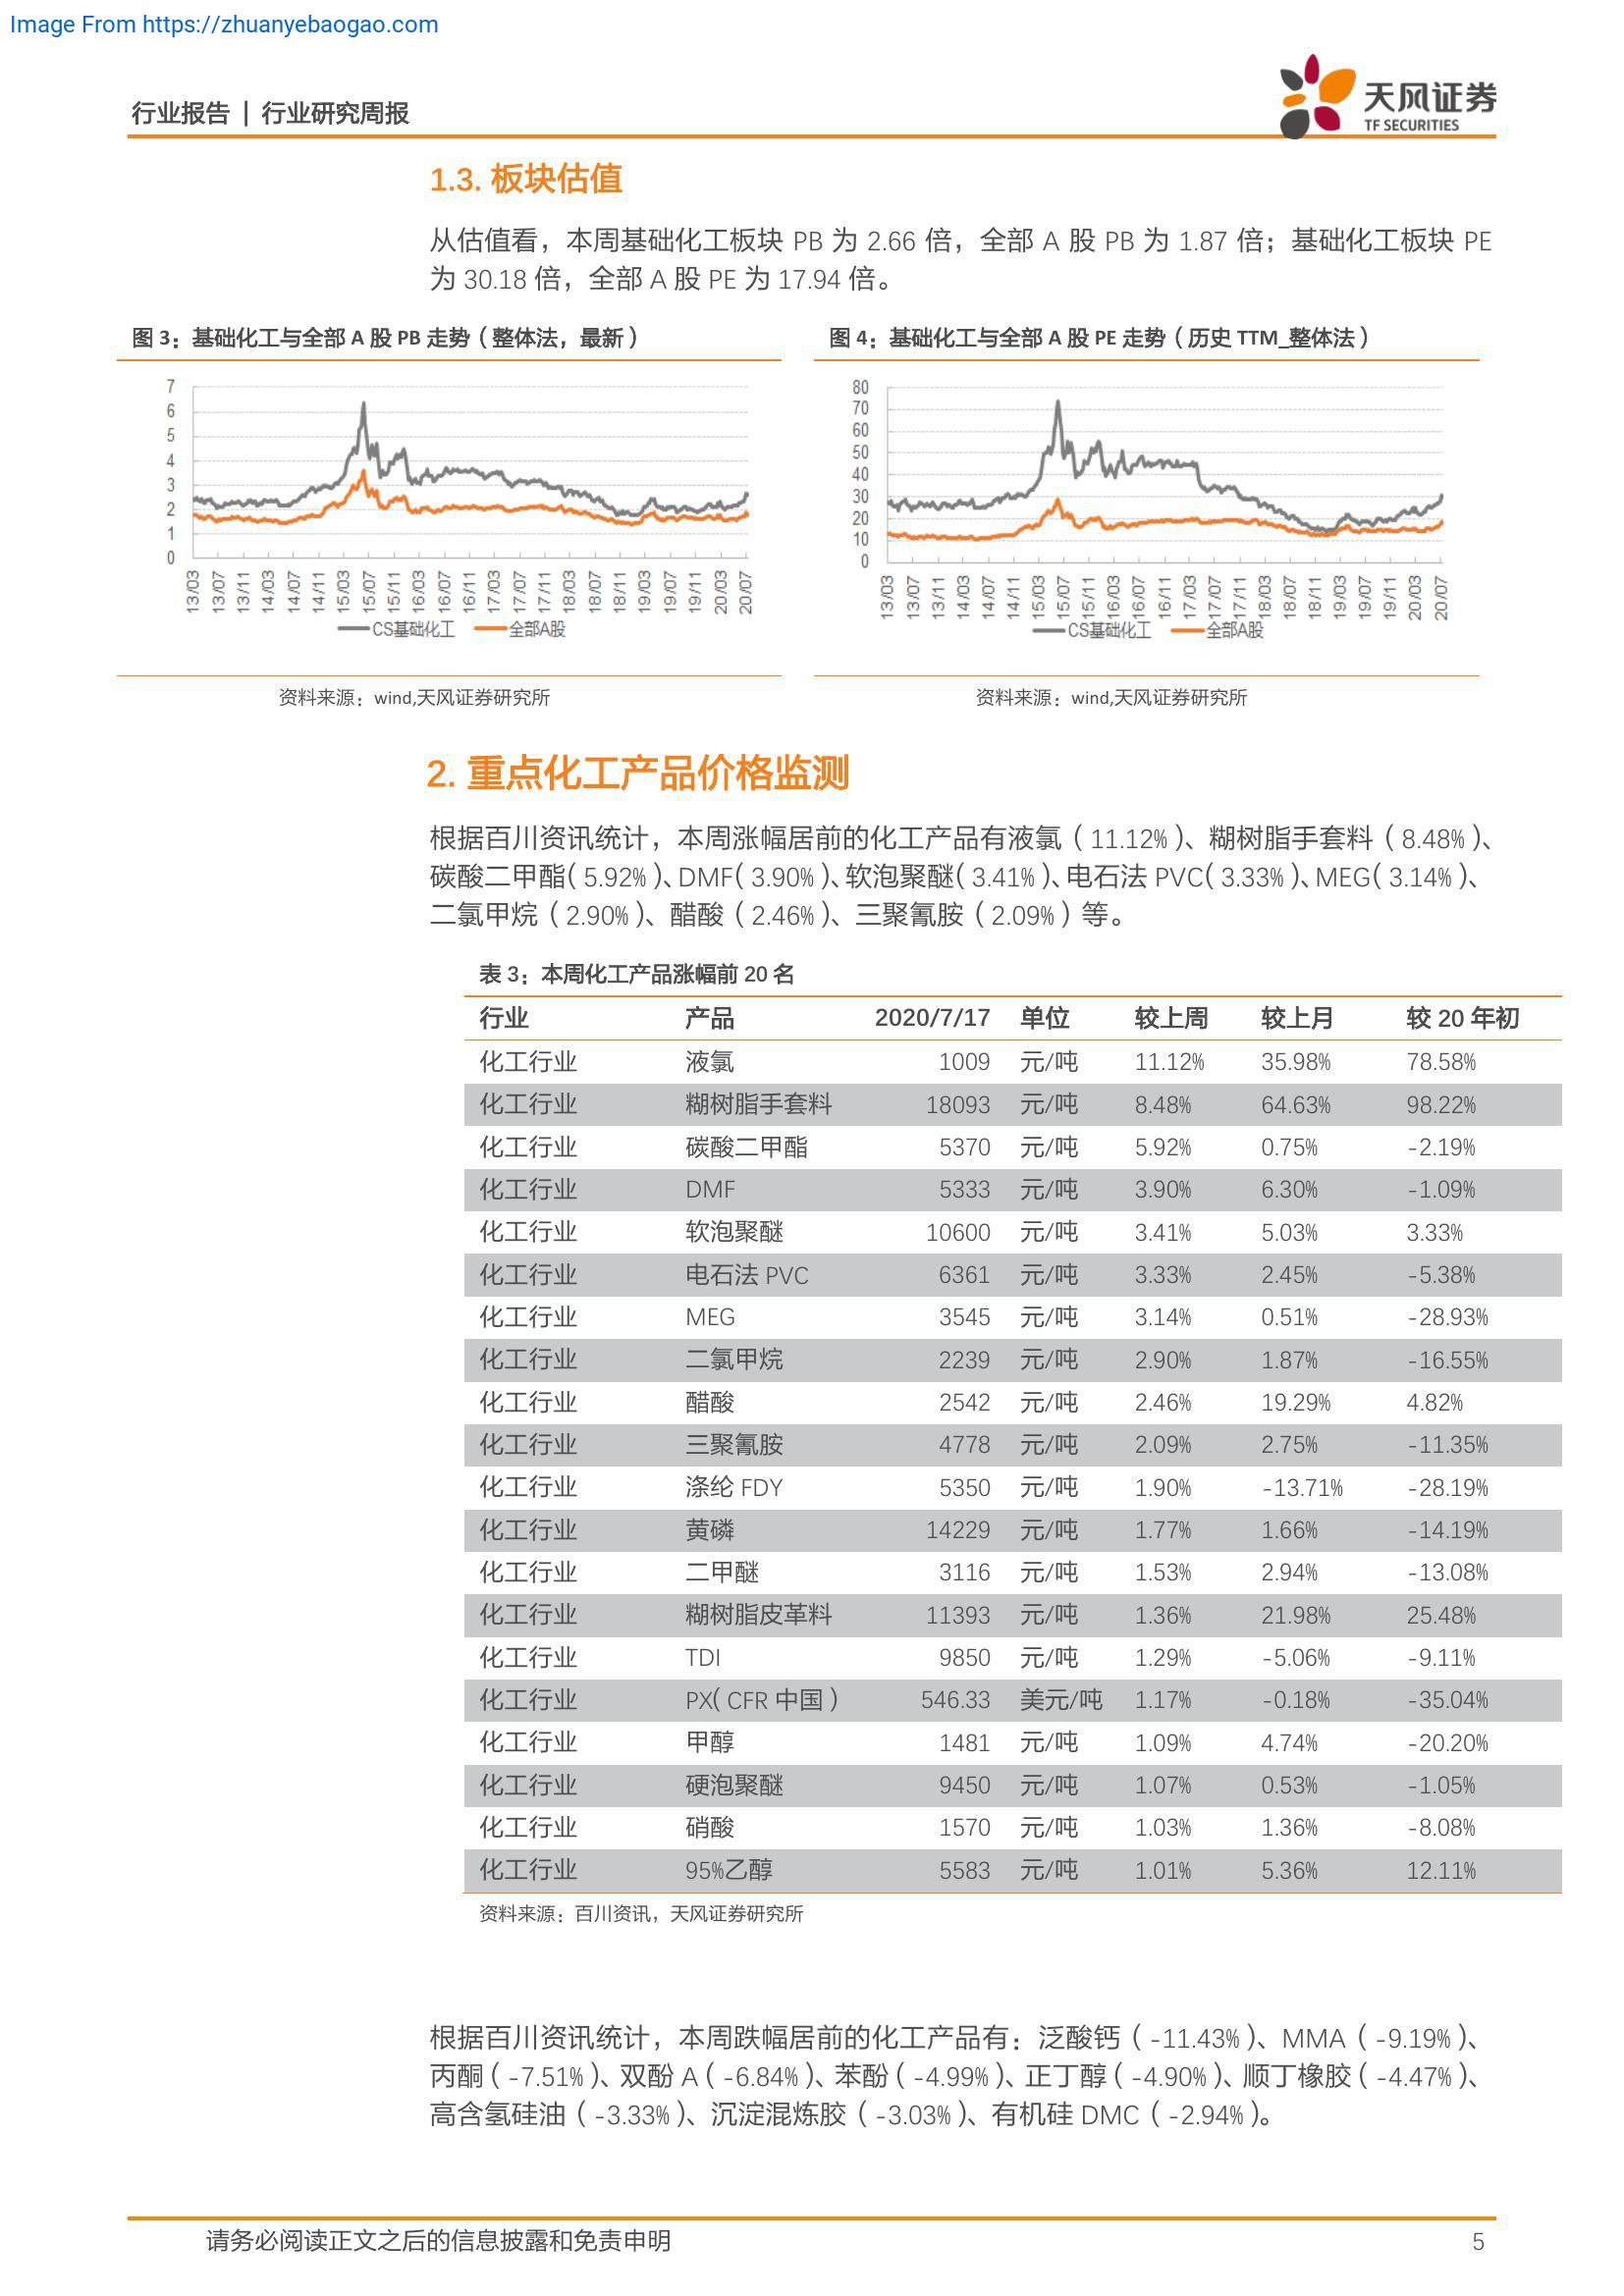 Image From https://zhuanyebaogao.com
行业报告 | 行业研究周报
天风证券
TF SECURITIES
1.3. 板块估值
从估值看，本周基础化工板块 PB 为 2.66 倍，全部 A 股 PB 为 1.87 倍；基础化工板块 PE
为 30.18 倍，全部 A 股 PE 为 17.94 倍。
图 3：基础化工与全部 A 股 PB 走势（整体法，最新）
7
6
5
4
3
2
1
0
13/03 13/07 13/11 14/03 14/07 14/11 15/03 15/07 15/11 16/03 16/07 16/11 17/03 17/07 17/11 18/03 18/07 18/11 19/03 19/07 19/11 20/03 20/07
CS基础化工 全部A股
资料来源：wind,天风证券研究所
图 4：基础化工与全部 A 股 PE 走势（历史 TTM_整体法）
80
70
60
50
40
30
20
10
0
13/03 13/07 13/11 14/03 14/07 14/11 15/03 15/07 15/11 16/03 16/07 16/11 17/03 17/07 17/11 18/03 18/07 18/11 19/03 19/07 19/11 20/03 20/07
CS基础化工 全部A股
资料来源：wind,天风证券研究所
2. 重点化工产品价格监测
根据百川资讯统计，本周涨幅居前的化工产品有液氯（11.12%）、糊树脂手套料（8.48%）、
碳酸二甲酯（5.92%）、DMF（3.90%）、软泡聚醚（3.41%）、电石法 PVC（3.33%）、MEG（3.14%）、
二氯甲烷（2.90%）、醋酸（2.46%）、三聚氰胺（2.09%）等。
表 3：本周化工产品涨幅前 20 名
行业 产品 2020/7/17 单位 较上周 较上月 较 20 年初
化工行业 液氯 1009 元/吨 11.12% 35.98% 78.58%
化工行业 糊树脂手套料 18093 元/吨 8.48% 64.63% 98.22%
化工行业 碳酸二甲酯 5370 元/吨 5.92% 0.75% -2.19%
化工行业 DMF 5333 元/吨 3.90% 6.30% -1.09%
化工行业 软泡聚醚 10600 元/吨 3.41% 5.03% 3.33%
化工行业 电石法 PVC 6361 元/吨 3.33% 2.45% -5.38%
化工行业 MEG 3545 元/吨 3.14% 0.51% -28.93%
化工行业 二氯甲烷 2239 元/吨 2.90% 1.87% -16.55%
化工行业 醋酸 2542 元/吨 2.46% 19.29% 4.82%
化工行业 三聚氰胺 4778 元/吨 2.09% 2.75% -11.35%
化工行业 涤纶 FDY 5350 元/吨 1.90% -13.71% -28.19%
化工行业 黄磷 14229 元/吨 1.77% 1.66% -14.19%
化工行业 二甲醚 3116 元/吨 1.53% 2.94% -13.08%
化工行业 糊树脂皮革料 11393 元/吨 1.36% 21.98% 25.48%
化工行业 TDI 9850 元/吨 1.29% -5.06% -9.11%
化工行业 PX（CFR 中国） 546.33 美元/吨 1.17% -0.18% -35.04%
化工行业 甲醇 1481 元/吨 1.09% 4.74% -20.20%
化工行业 硬泡聚醚 9450 元/吨 1.07% 0.53% -1.05%
化工行业 硝酸 1570 元/吨 1.03% 1.36% -8.08%
化工行业 95%乙醇 5583 元/吨 1.01% 5.36% 12.11%
资料来源：百川资讯，天风证券研究所
根据百川资讯统计，本周跌幅居前的化工产品有：泛酸钙（-11.43%）、MMA（-9.19%）、
丙酮（-7.51%）、双酚 A（-6.84%）、苯酚（-4.99%）、正丁醇（-4.90%）、顺丁橡胶（-4.47%）、
高含氢硅油（-3.33%）、沉淀混炼胶（-3.03%）、有机硅 DMC（-2.94%）。
请务必阅读正文之后的信息披露和免责申明 5